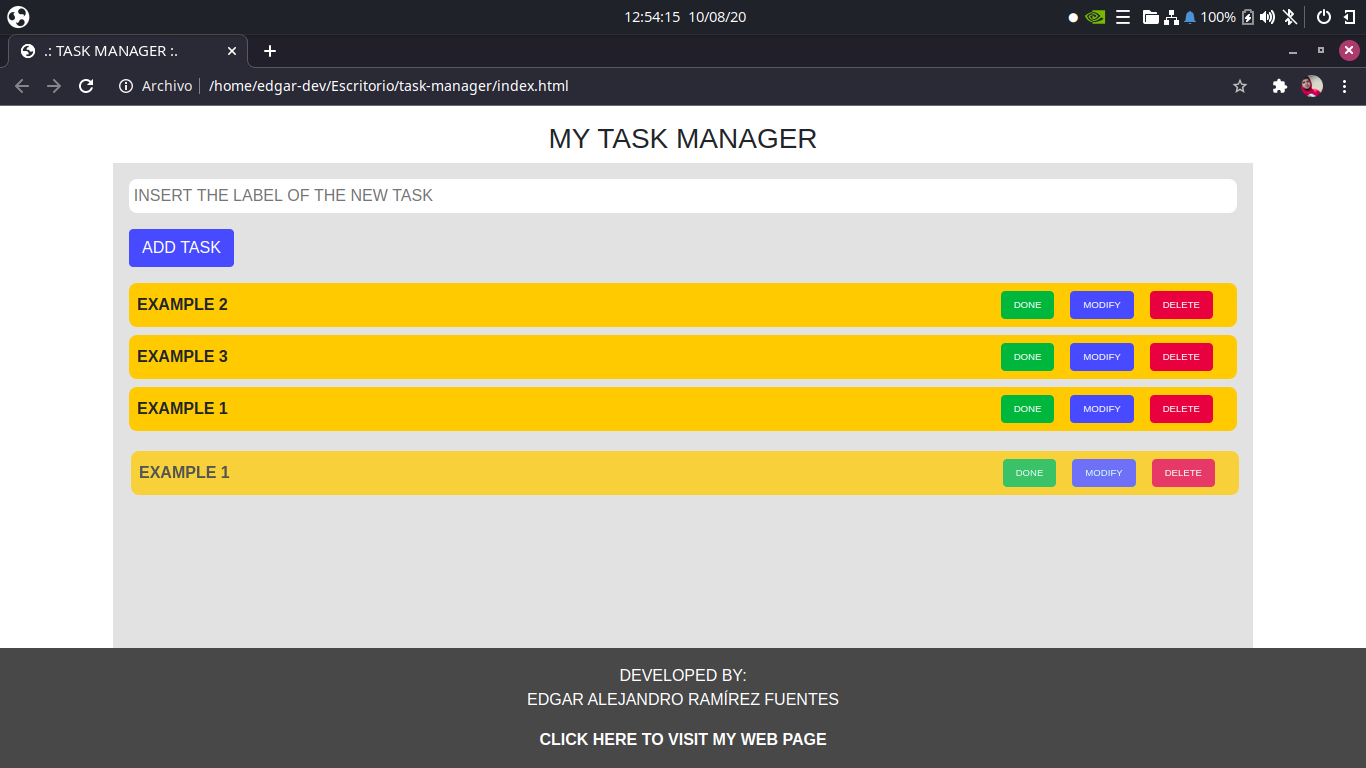 12:54:15 10/08/20
100%
.: TASK MANAGER :.
Archivo /home/edgar-dev/Escritorio/task-manager/index.html
MY TASK MANAGER
INSERT THE LABEL OF THE NEW TASK
ADD TASK
EXAMPLE 2 DONE MODIFY DELETE
EXAMPLE 3 DONE MODIFY DELETE
EXAMPLE 1 DONE MODIFY DELETE
EXAMPLE 1 DONE MODIFY DELETE
DEVELOPED BY:
EDGAR ALEJANDRO RAMÍREZ FUENTES
CLICK HERE TO VISIT MY WEB PAGE